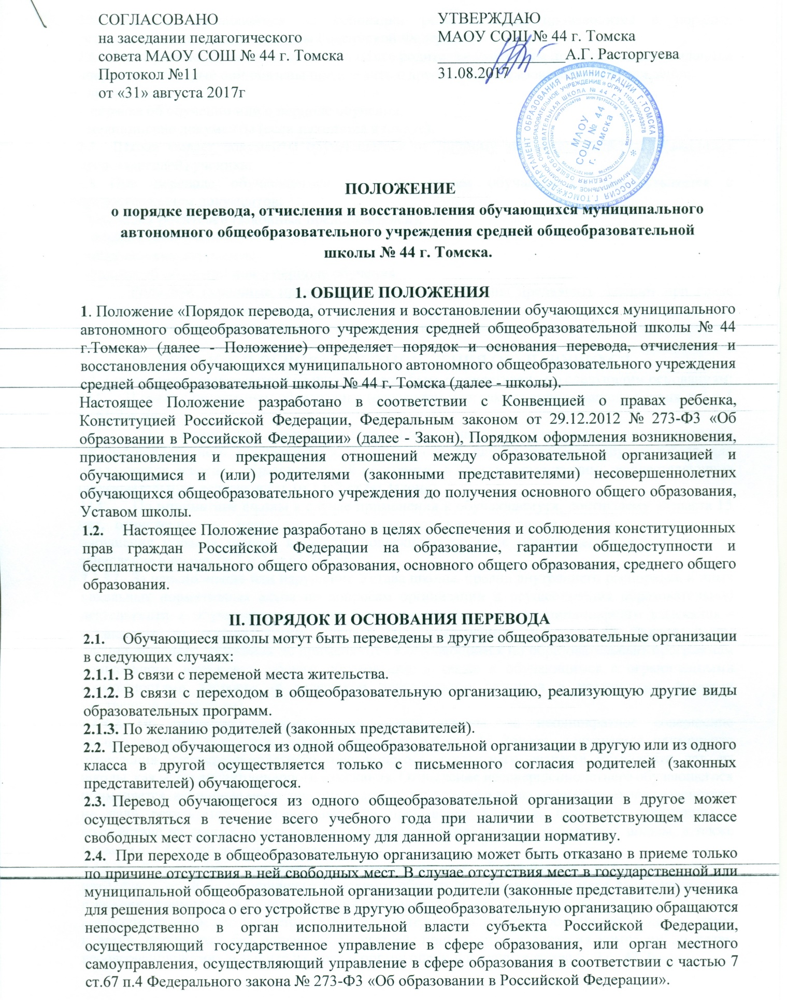 СОГЛАСОВАНО
на заседании педагогического
совета МАОУ СОШ № 44 г. Томска
Протокол №11
от «31» августа 2017г
УТВЕРЖДАЮ
МАОУ СОШ № 44 г. Томска
________________А.Г. Расторгуева
31.08.2017
ДЕПАРТАМЕНТ ОБРАЗОВАНИЯ АДМИНИСТРАЦИИ Г.ТОМСКА
РОССИЯ Г.ТОМСК
МУНИЦИПАЛЬНОЕ АВТОНОМНОЕ ОБЩЕОБРАЗОВАТЕЛЬНОЕ УЧРЕЖДЕНИЕ ОГРН 11037000083878
СРЕДНЯЯ ОБЩЕОБРАЗОВАТЕЛЬНАЯ ШКОЛА № 44 Г.ТОМСКА
ИНН 7017024796
МАОУ
СОШ № 44
г. Томска
ПОЛОЖЕНИЕ
о порядке перевода, отчисления и восстановления обучающихся муниципального
автономного общеобразовательного учреждения средней общеобразовательной
школы № 44 г. Томска.
1. ОБЩИЕ ПОЛОЖЕНИЯ
1. Положение «Порядок перевода, отчисления и восстановлении обучающихся муниципального
автономного общеобразовательного учреждения средней общеобразовательной школы № 44
г.Томска» (далее - Положение) определяет порядок и основания перевода, отчисления и
восстановления обучающихся муниципального автономного общеобразовательного учреждения
средней общеобразовательной школы № 44 г. Томска (далее - школы).
Настоящее Положение разработано в соответствии с Конвенцией о правах ребенка,
Конституцией Российской Федерации, Федеральным законом от 29.12.2012 № 273-ФЗ «Об
образовании в Российской Федерации» (далее - Закон), Порядком оформления возникновения,
приостановления и прекращения отношений между образовательной организацией и
обучающимися и (или) родителями (законными представителями) несовершеннолетних
обучающихся общеобразовательного учреждения до получения основного общего образования,
Уставом школы.
1.2. Настоящее Положение разработано в целях обеспечения и соблюдения конституционных
прав граждан Российской Федерации на образование, гарантии общедоступности и
бесплатности начального общего образования, основного общего образования, среднего общего
образования.
II. ПОРЯДОК И ОСНОВАНИЯ ПЕРЕВОДА
2.1. Обучающиеся школы могут быть переведены в другие общеобразовательные организации
в следующих случаях:
2.1.1. В связи с переменой места жительства.
2.1.2. В связи с переходом в общеобразовательную организацию, реализующую другие виды
образовательных программ.
2.1.3. По желанию родителей (законных представителей).
2.2. Перевод обучающегося из одной общеобразовательной организации в другую или из одного
класса в другой осуществляется только с письменного согласия родителей (законных
представителей) обучающегося.
2.3. Перевод обучающегося из одного общеобразовательной организации в другое может
осуществляться в течение всего учебного года при наличии в соответствующем классе
свободных мест согласно установленному для данной организации нормативу.
2.4. При переходе в общеобразовательную организацию может быть отказано в приеме только
по причине отсутствия в ней свободных мест. В случае отсутствия мест в государственной или
муниципальной общеобразовательной организации родители (законные представители) ученика
для решения вопроса о его устройстве в другую общеобразовательную организацию обращаются
непосредственно в орган исполнительной власти субъекта Российской Федерации,
осуществляющий государственное управление в сфере образования, или орган местного
самоуправления, осуществляющий управление в сфере образования в соответствии с частью 7
ст.67 п.4 Федерального закона № 273-ФЗ «Об образовании в Российской Федерации».